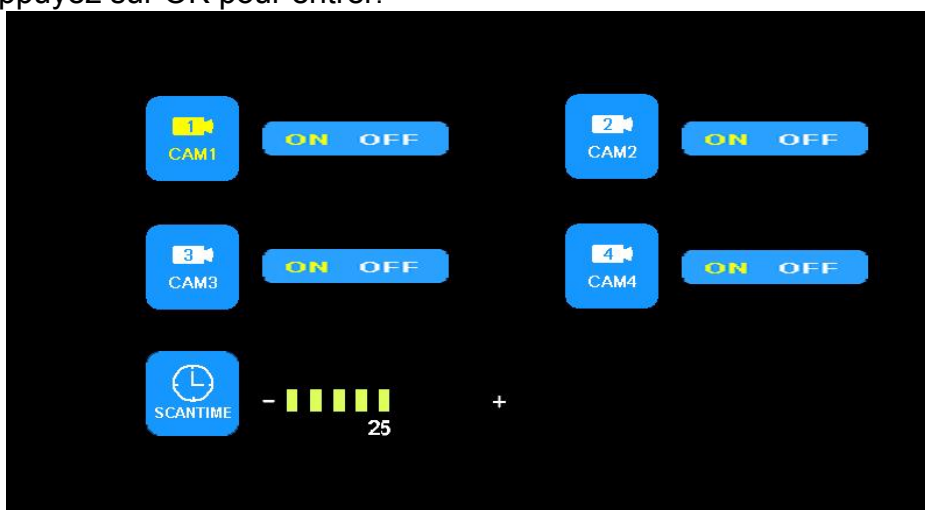 ppuyez sur OK pour entrer.
1 ON OFF 2 ON OFF
CAM1 CAM2
3 ON OFF 4 ON OFF
CAM3 CAM4
SCANTIME - +
25